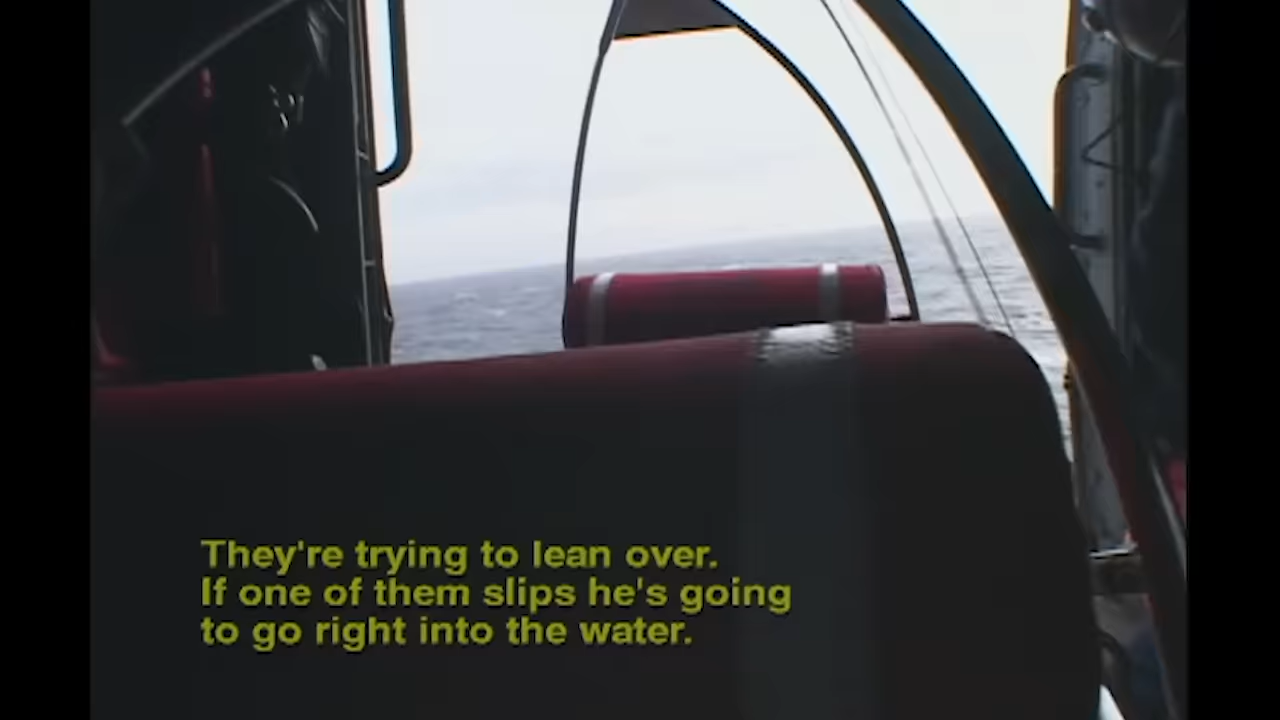 They're trying to lean over.
If one of them slips he's going
to go right into the water.